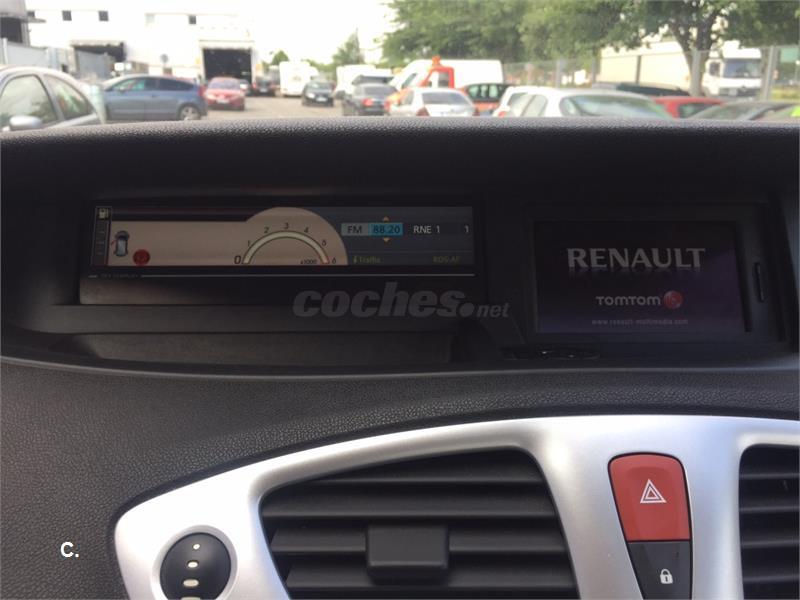 FM 88.20 RNE 1 1
0 1 2 3 4 5 6
x1000
iTraffic RDS-AF
RENAULT
TOMTOM
www.renault-multimedia.com
coches.net
c.